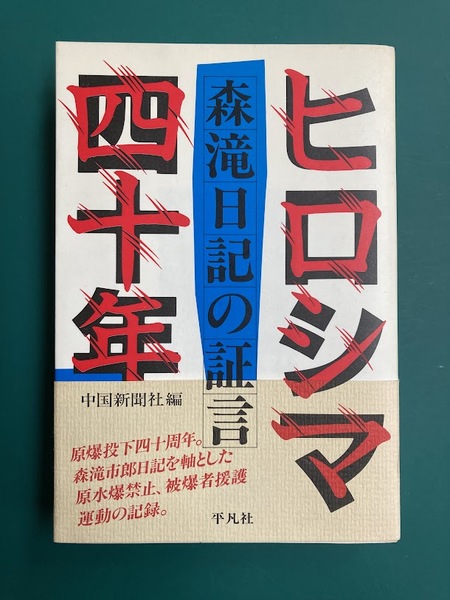 ヒロシマ
四十年
森滝日記の証言
中国新聞社編
原爆投下四十周年。
森滝市郎日記を軸とした
原水爆禁止、被爆者援護
運動の記録。
平凡社